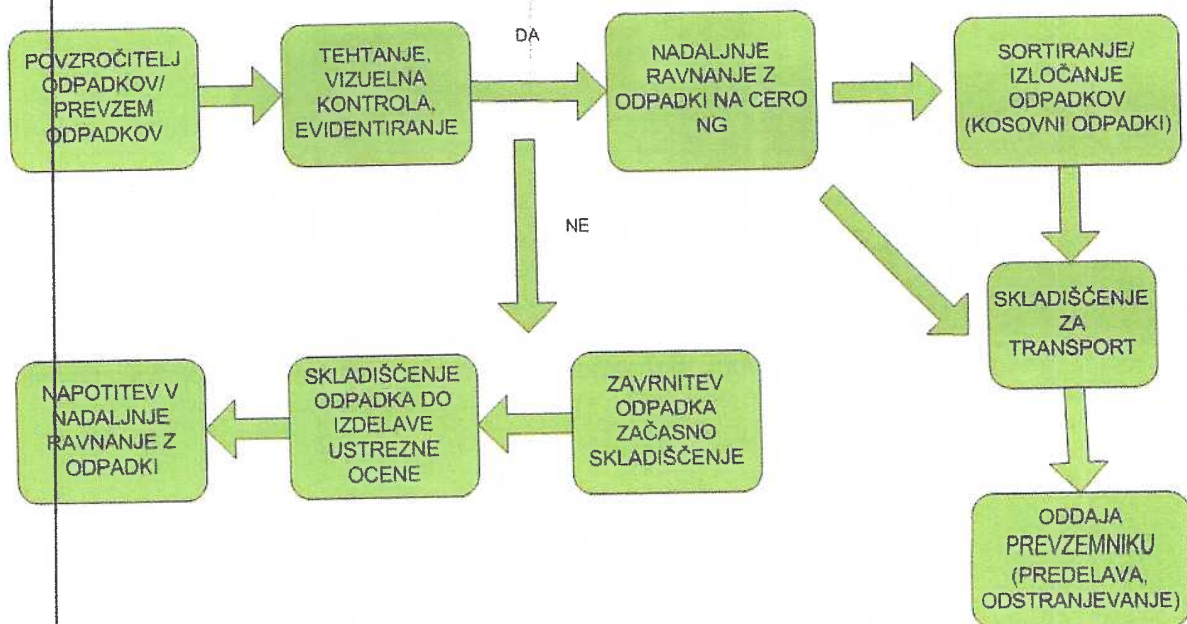 POVZROČITELJ
ODPADKOV/
PREVZEM
ODPADKOV
TEHTANJE,
VIZUELNA
KONTROLA,
EVIDENTIRANJE
DA
NADALJNJE
RAVNANJE Z
ODPADKI NA CERO
NG
SORTIRANJE/
IZLOČANJE
ODPADKOV
(KOSOVNI ODPADKI)
NE
SKLADIŠČENJE
ZA
TRANSPORT
NAPOTITEV V
NADALJNJE
RAVNANJE Z
ODPADKI
SKLADIŠČENJE
ODPADKA DO
IZDELAVE
USTREZNE
OCENE
ZAVRNITEV
ODPADKA
ZAČASNO
SKLADIŠČENJE
ODDAJA
PREVZEMNIKU
(PREDELAVA,
ODSTRANJEVANJE)